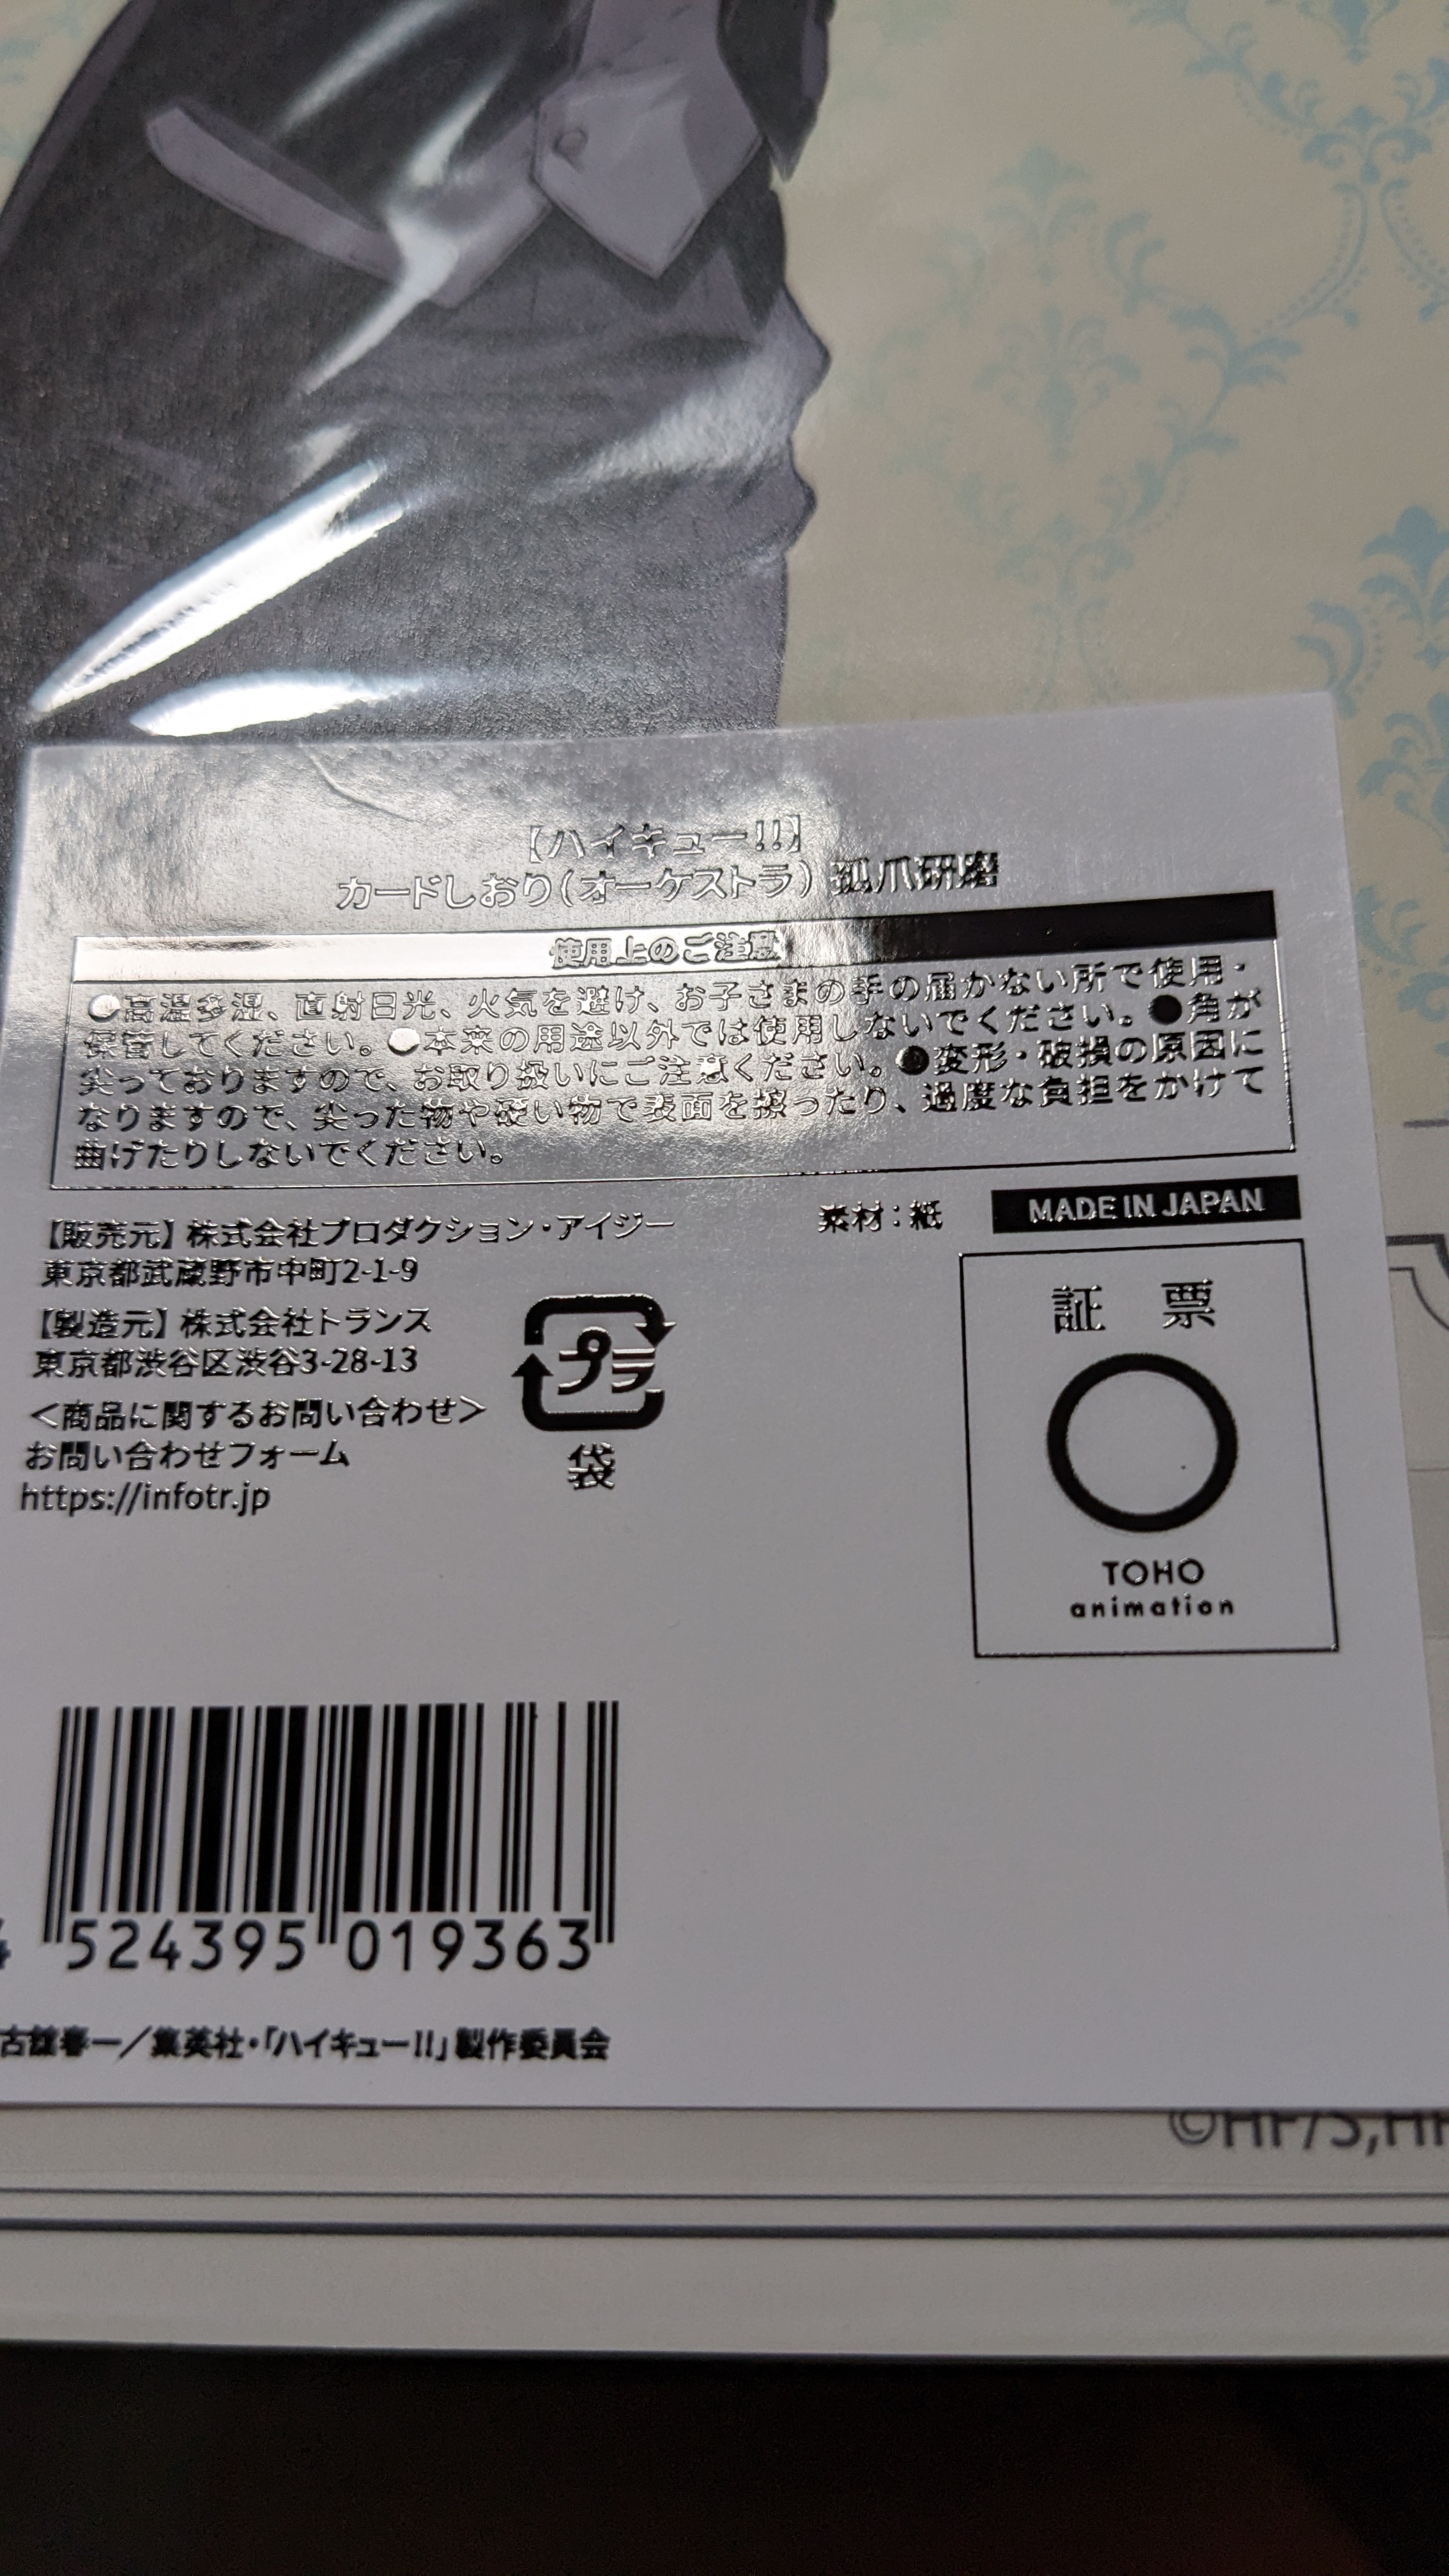 【ハイキュー!!】
カードしおり(オーケストラ) 孤爪研磨
使用上のご注意
●高温多湿、直射日光、火気を避け、お子さまの手の届かない所で使用・
保管してください。●本来の用途以外では使用しないでください。●角が
尖っておりますので、お取り扱いにご注意ください。●変形・破損の原因に
なりますので、尖った物や硬い物で表面を擦ったり、過度な負担をかけて
曲げたりしないでください。
【販売元】株式会社プロダクション・アイジー
東京都武蔵野市中町2-1-9
素材:紙
MADE IN JAPAN
【製造元】株式会社トランス
東京都渋谷区渋谷3-28-13
<商品に関するお問い合わせ>
お問い合わせフォーム
https://infotr.jp
プラ
袋
証 票
TOHO
animation
4 524395 019363
古舘春一/集英社・「ハイキュー!!」製作委員会
©HF/S,H